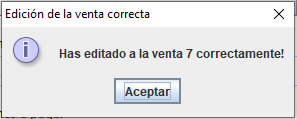 Edición de la venta correcta
Has editado a la venta 7 correctamente!
Aceptar